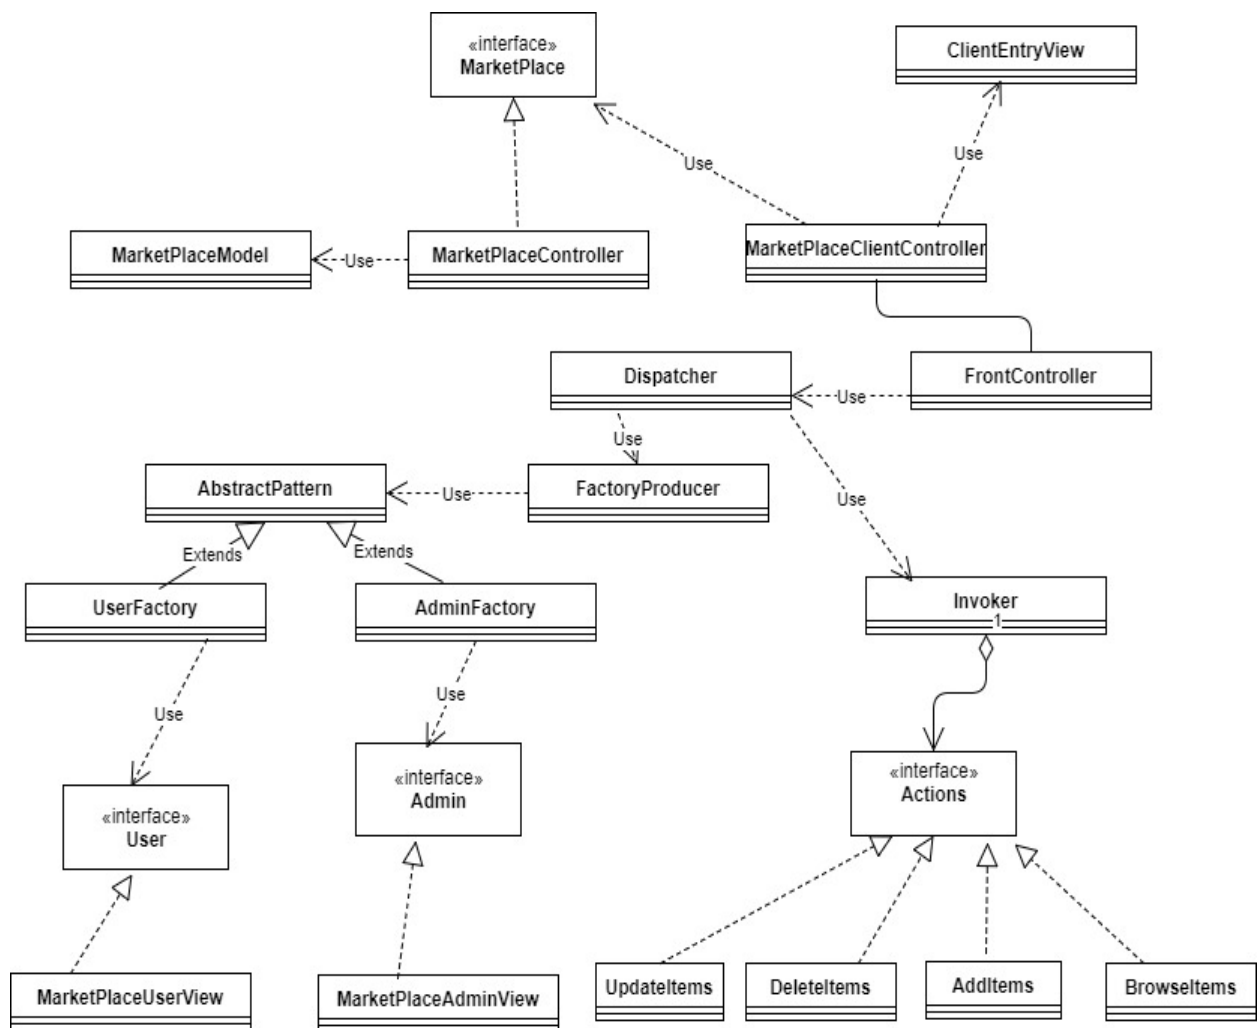 «interface»
MarketPlace
ClientEntryView
Use
Use
MarketPlaceModel
Use
MarketPlaceController
MarketPlaceClientController
Dispatcher
Use
FrontController
Use
AbstractPattern
Use
FactoryProducer
Use
Extends
Extends
UserFactory
AdminFactory
Invoker
1
Use
Use
«interface»
User
«interface»
Admin
«interface»
Actions
MarketPlaceUserView
MarketPlaceAdminView
UpdateItems
DeleteItems
AddItems
BrowseItems